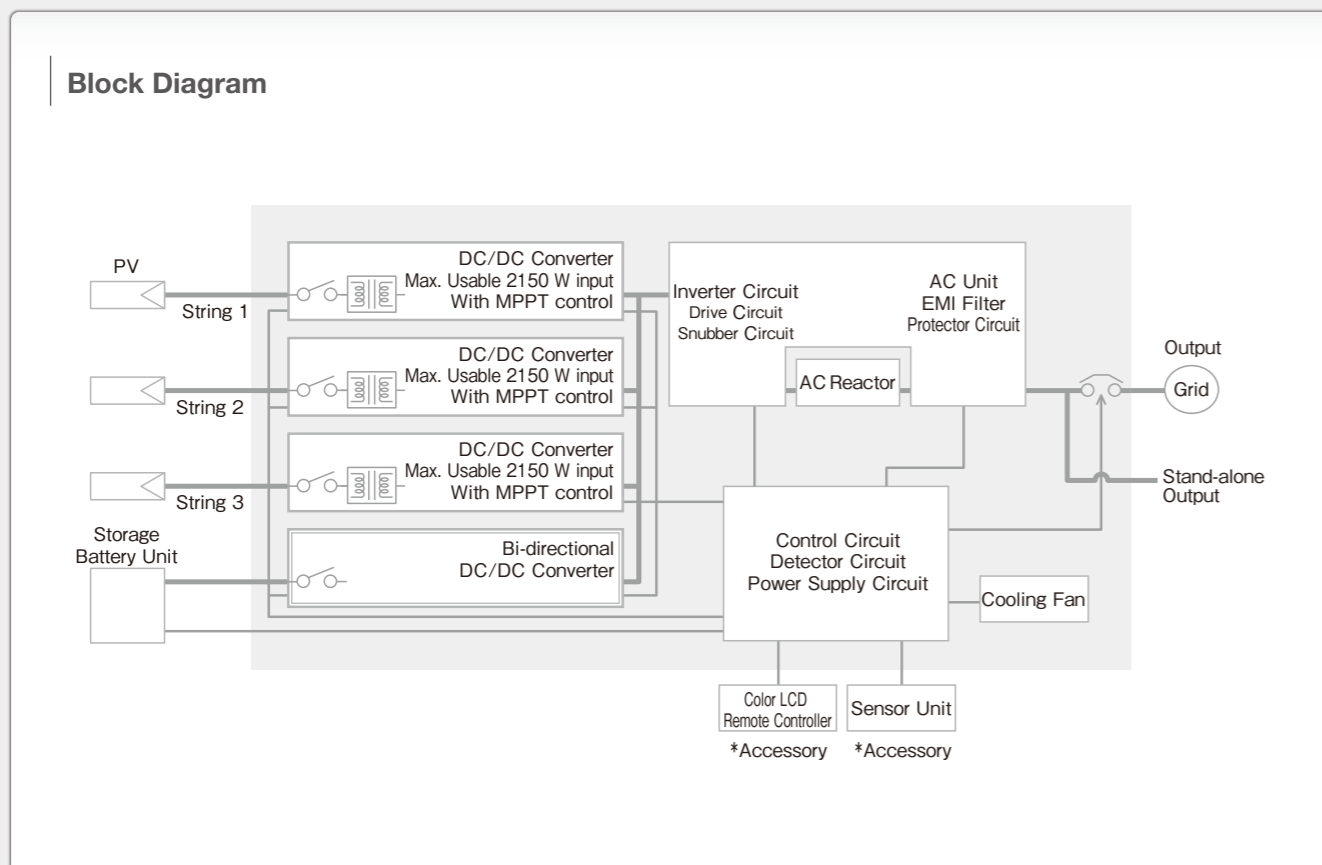 Block Diagram
PV
String 1
DC/DC Converter
Max. Usable 2150 W input
With MPPT control
String 2
DC/DC Converter
Max. Usable 2150 W input
With MPPT control
String 3
DC/DC Converter
Max. Usable 2150 W input
With MPPT control
Storage
Battery Unit
Bi-directional
DC/DC Converter
Inverter Circuit
Drive Circuit
Snubber Circuit
AC Reactor
AC Unit
EMI Filter
Protector Circuit
Output
Grid
Stand-alone
Output
Control Circuit
Detector Circuit
Power Supply Circuit
Cooling Fan
Color LCD
Remote Controller
*Accessory
Sensor Unit
*Accessory